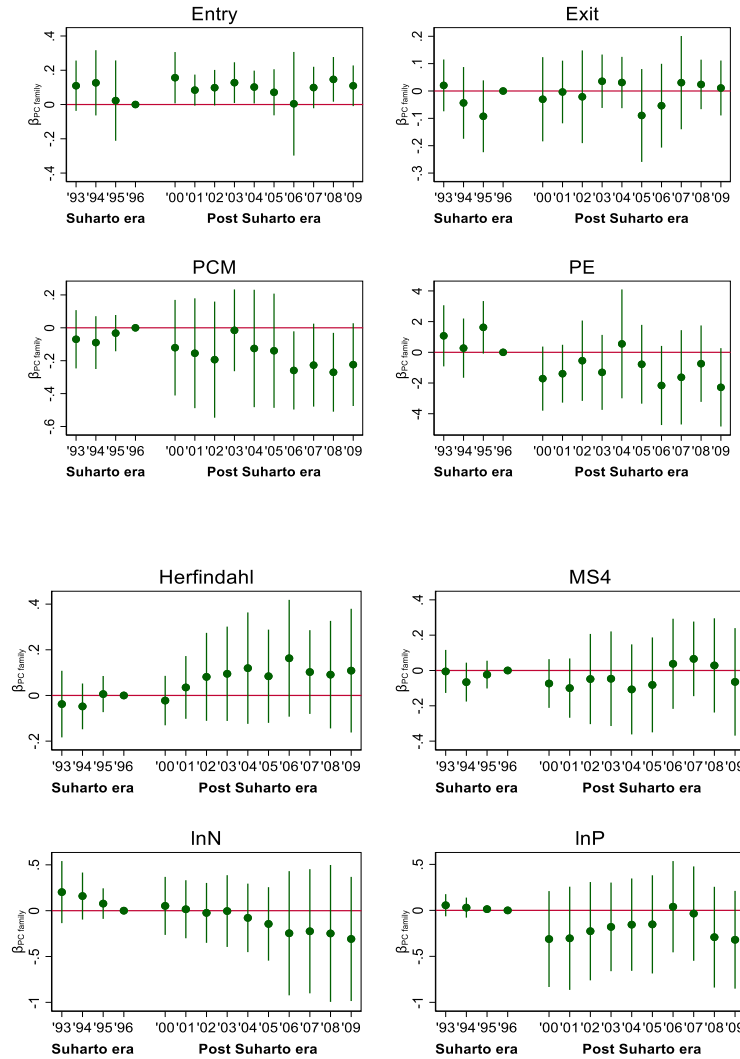 Entry
.4
.2
0
-.2
-.4
βPC family
'93 '94 '95 '96 '00 '01 '02 '03 '04 '05 '06 '07 '08 '09
Suharto era Post Suharto era
Exit
.2
.1
0
-.1
-.2
-.3
βPC family
'93 '94 '95 '96 '00 '01 '02 '03 '04 '05 '06 '07 '08 '09
Suharto era Post Suharto era
PCM
.2
0
-.2
-.4
-.6
βPC family
'93 '94 '95 '96 '00 '01 '02 '03 '04 '05 '06 '07 '08 '09
Suharto era Post Suharto era
PE
4
2
0
-2
-4
βPC family
'93 '94 '95 '96 '00 '01 '02 '03 '04 '05 '06 '07 '08 '09
Suharto era Post Suharto era
Herfindahl
.4
.2
0
-.2
βPC family
'93 '94 '95 '96 '00 '01 '02 '03 '04 '05 '06 '07 '08 '09
Suharto era Post Suharto era
MS4
.4
.2
0
-.2
-.4
βPC family
'93 '94 '95 '96 '00 '01 '02 '03 '04 '05 '06 '07 '08 '09
Suharto era Post Suharto era
lnN
.5
0
-.5
-1
βPC family
'93 '94 '95 '96 '00 '01 '02 '03 '04 '05 '06 '07 '08 '09
Suharto era Post Suharto era
lnP
.5
0
-.5
-1
βPC family
'93 '94 '95 '96 '00 '01 '02 '03 '04 '05 '06 '07 '08 '09
Suharto era Post Suharto era